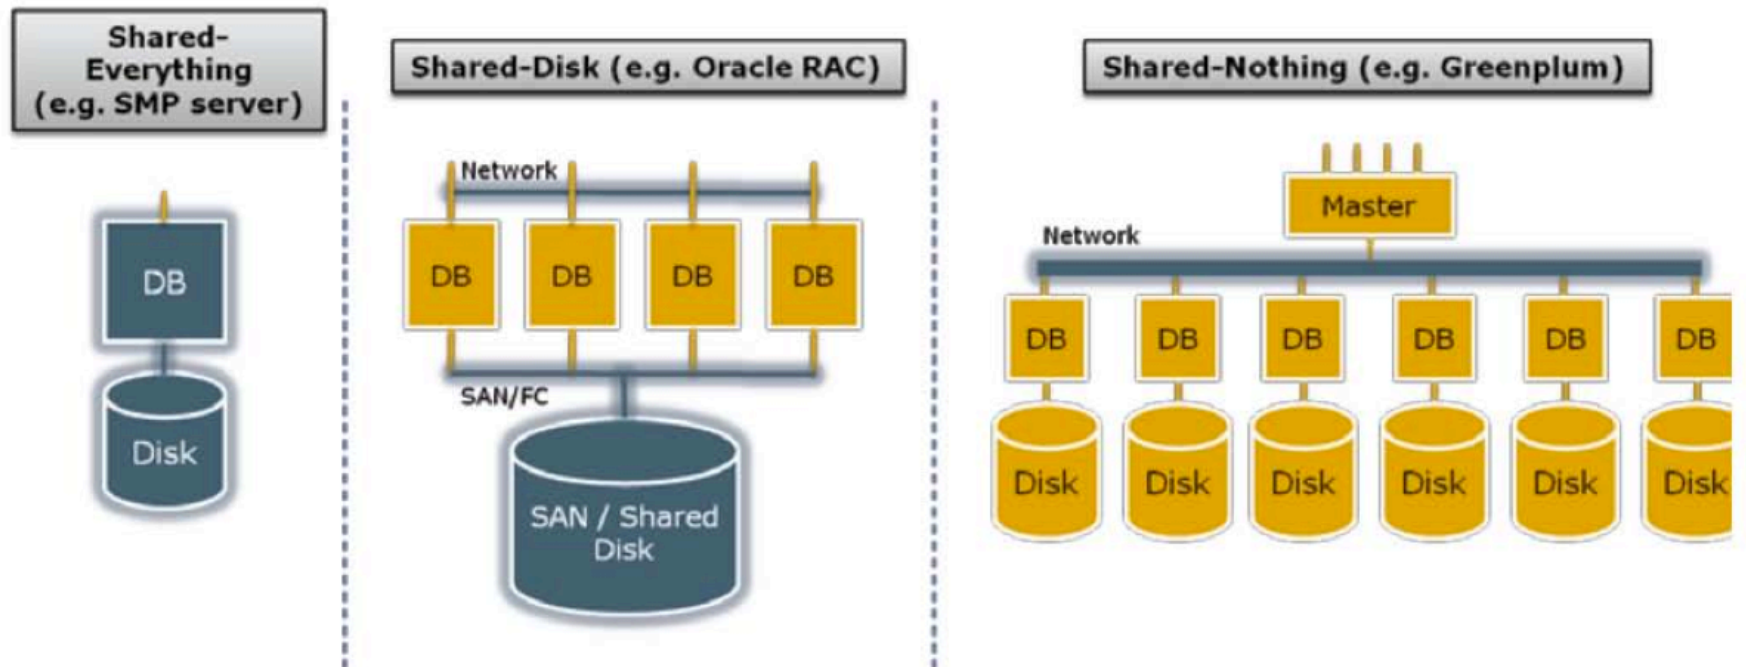 Shared-
Everything
(e.g. SMP server)
DB
Disk
Shared-Disk (e.g. Oracle RAC)
Network
DB DB DB DB
SAN/FC
SAN / Shared
Disk
Shared-Nothing (e.g. Greenplum)
Master
Network
DB DB DB DB DB DB
Disk Disk Disk Disk Disk Disk